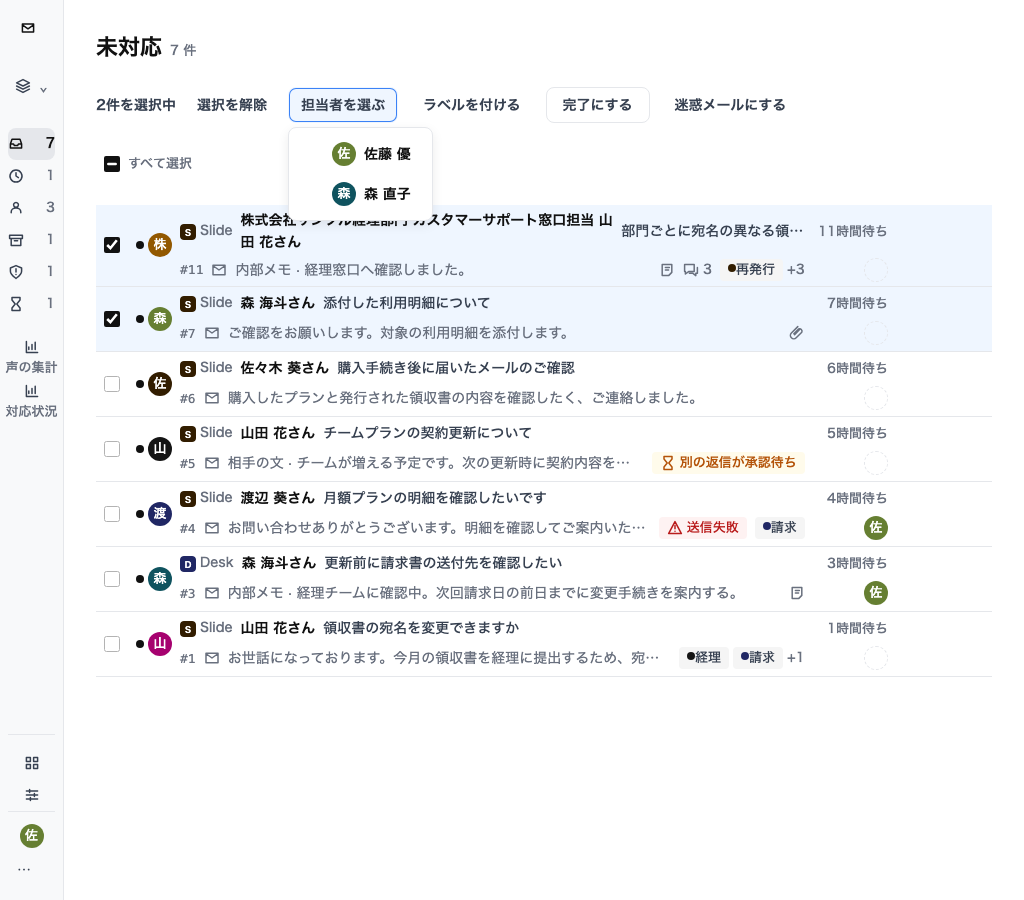 未対応 7 件
2件を選択中 選択を解除 担当者を選ぶ ラベルを付ける 完了にする 迷惑メールにする
佐 佐藤 優
森 森 直子
すべて選択
7
1
3
1
1
1
声の集計
対応状況
佐
…
株 S Slide 株式会社サンプル経理部門カスタマーサポート窓口担当 山
田 花さん 部門ごとに宛名の異なる領… 11時間待ち
#11 内部メモ · 経理窓口へ確認しました。 3 再発行 +3
森 S Slide 森 海斗さん 添付した利用明細について 7時間待ち
#7 ご確認をお願いします。対象の利用明細を添付します。
佐 S Slide 佐々木 葵さん 購入手続き後に届いたメールのご確認 6時間待ち
#6 購入したプランと発行された領収書の内容を確認したく、ご連絡しました。
山 S Slide 山田 花さん チームプランの契約更新について 5時間待ち
#5 相手の文 · チームが増える予定です。次の更新時に契約内容を… 別の返信が承認待ち
渡 S Slide 渡辺 葵さん 月額プランの明細を確認したいです 4時間待ち
#4 お問い合わせありがとうございます。明細を確認してご案内いた… 送信失敗 請求 佐
森 D Desk 森 海斗さん 更新前に請求書の送付先を確認したい 3時間待ち
#3 内部メモ · 経理チームに確認中。次回請求日の前日までに変更手続きを案内する。 佐
山 S Slide 山田 花さん 領収書の宛名を変更できますか 1時間待ち
#1 お世話になっております。今月の領収書を経理に提出するため、宛… 経理 請求 +1